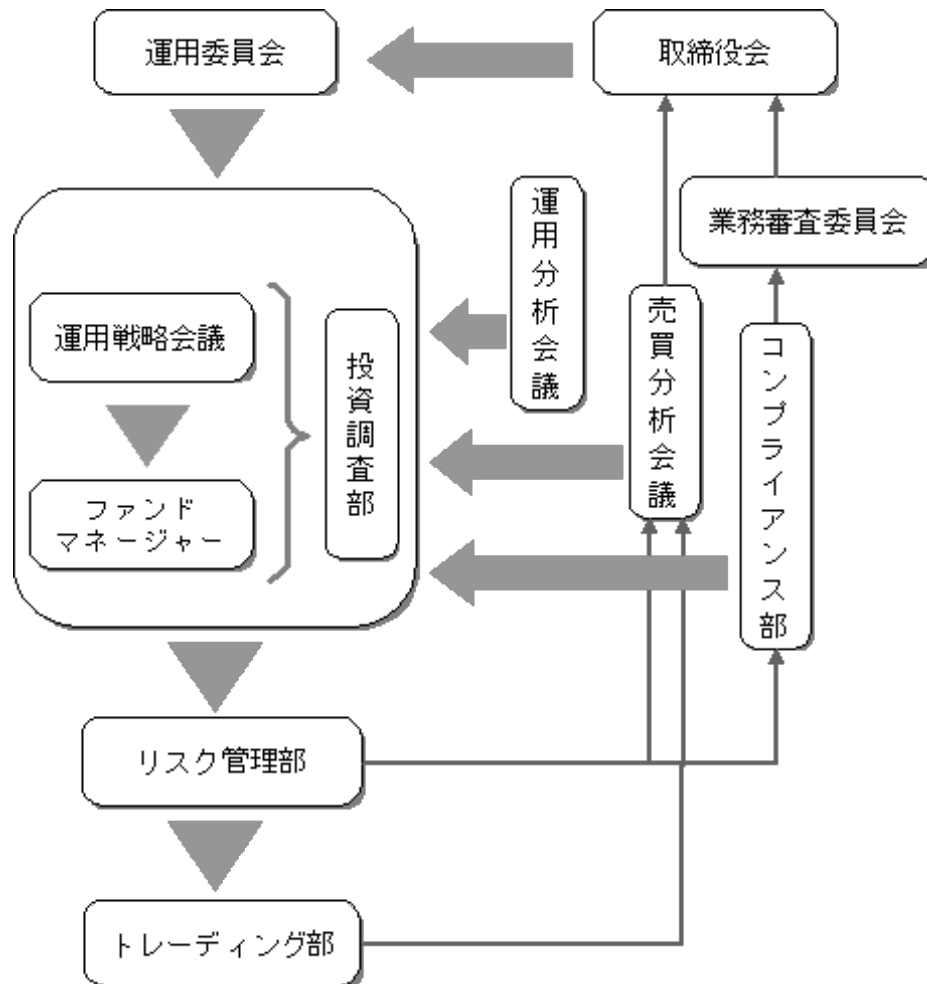 運用委員会
取締役会
運用分析会議
業務審査委員会
運用戦略会議
投資調査部
売買分析会議
コンプライアンス部
ファンド
マネージャー
リスク管理部
トレーディング部